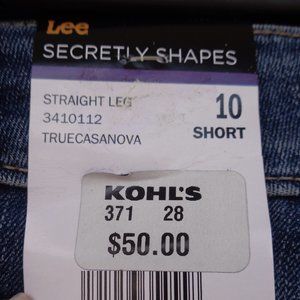 Lee
SECRETLY SHAPES
STRAIGHT LEG
3410112
TRUECASANOVA
10
SHORT
KOHL'S
371 28
$50.00